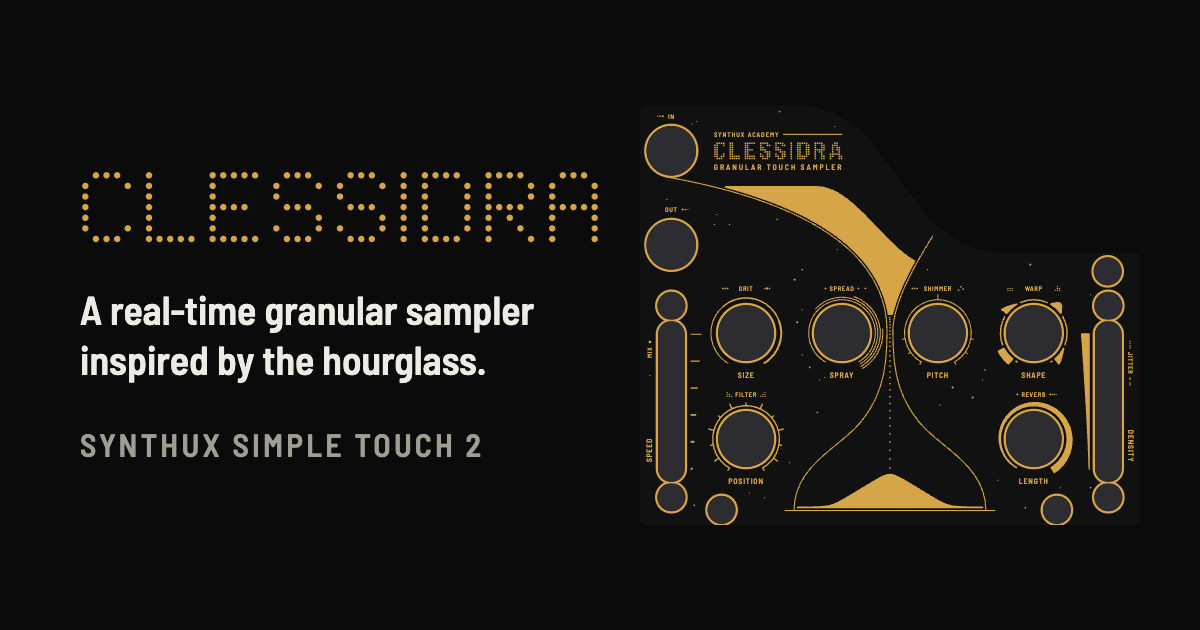 CLESSIDRA
A real-time granular sampler
inspired by the hourglass.
SYNTHUX SIMPLE TOUCH 2
IN
SYNTHUX ACADEMY
CLESSIDRA
GRANULAR TOUCH SAMPLER
OUT
GRIT
SPREAD
SHIMMER
WARP
MIX
JITTER
SIZE
SPRAY
PITCH
SHAPE
FILTER
REVERB
SPEED
DENSITY
POSITION
LENGTH